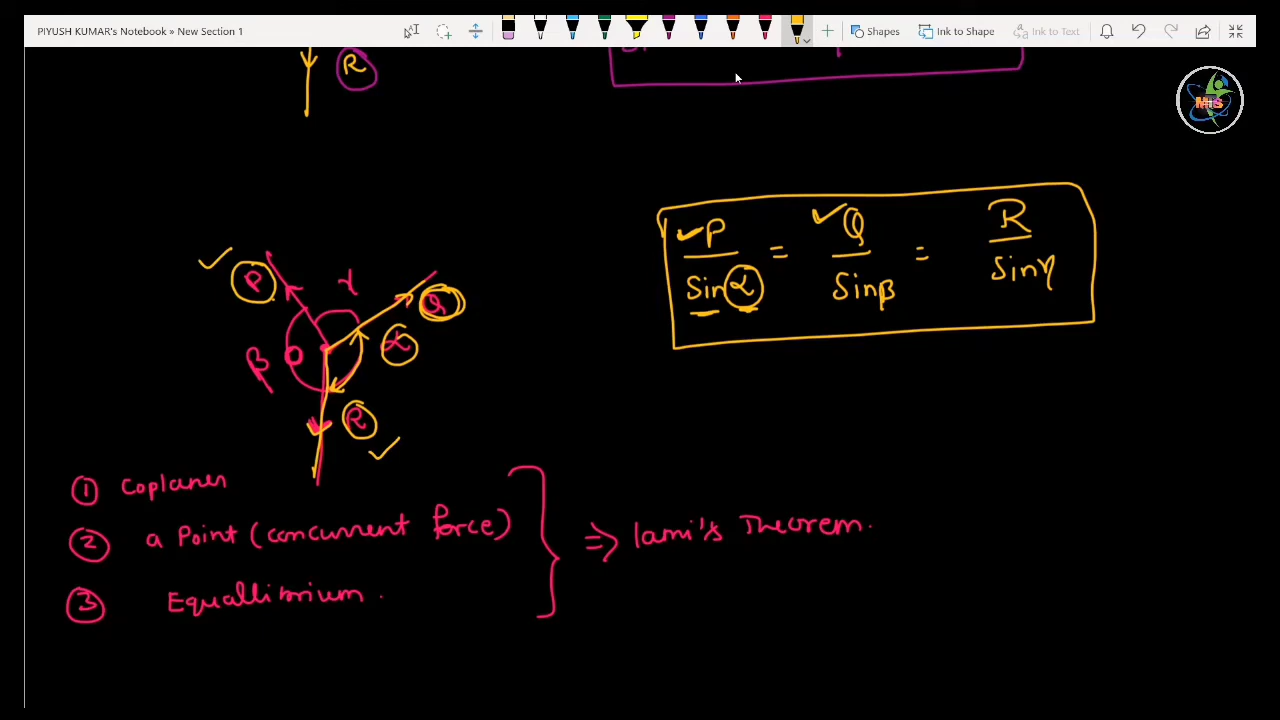 PIYUSH KUMAR's Notebook » New Section 1
Shapes
Ink to Shape
Ink to Text
R
Mis
P/Sinα = Q/Sinβ = R/Sinγ
P
γ
Q
α
β
R
① Coplaner
② a Point (concurrent force)
③ Equallibrium.
⇒ lami's Theorem.